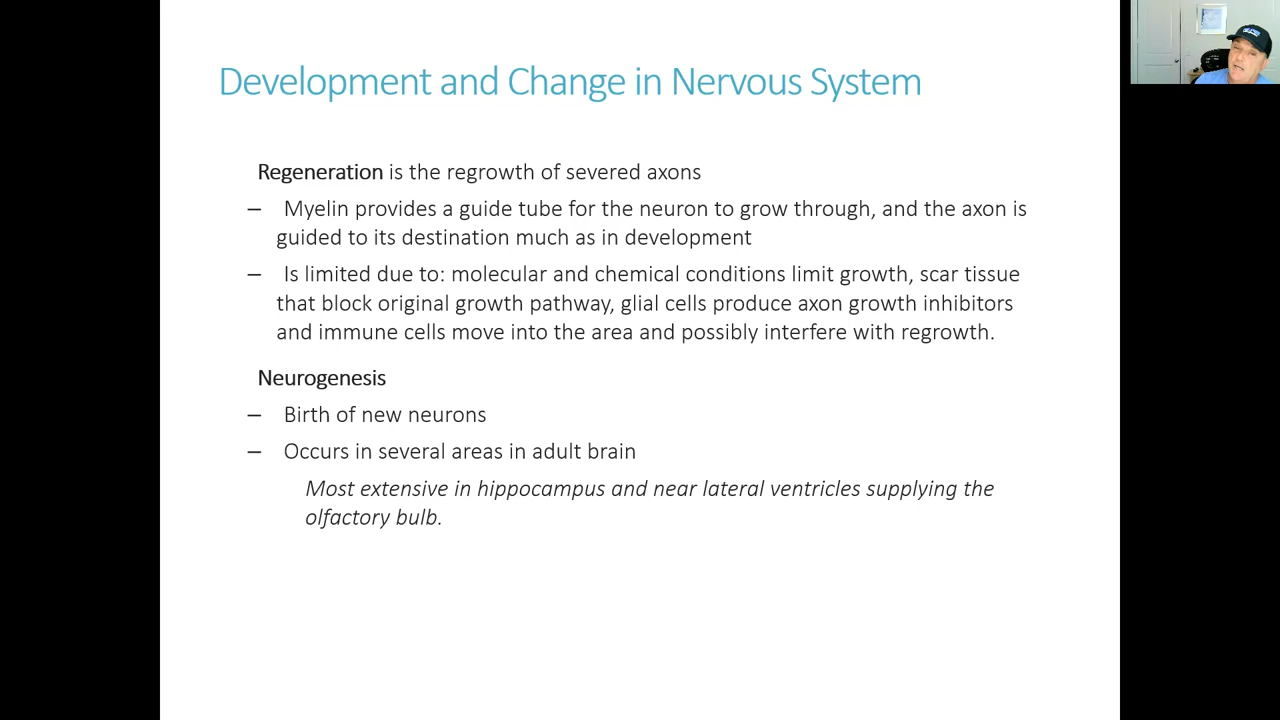 Development and Change in Nervous System
Regeneration is the regrowth of severed axons
– Myelin provides a guide tube for the neuron to grow through, and the axon is
guided to its destination much as in development
– Is limited due to: molecular and chemical conditions limit growth, scar tissue
that block original growth pathway, glial cells produce axon growth inhibitors
and immune cells move into the area and possibly interfere with regrowth.
Neurogenesis
– Birth of new neurons
– Occurs in several areas in adult brain
Most extensive in hippocampus and near lateral ventricles supplying the
olfactory bulb.